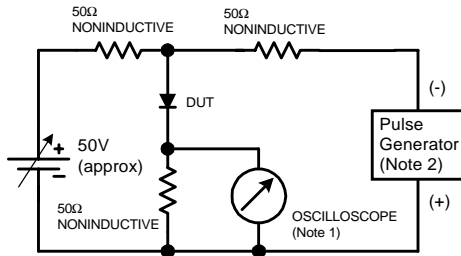 50Ω
NONINDUCTIVE
50Ω
NONINDUCTIVE
DUT
(-)
Pulse
Generator
(Note 2)
(+)
+
50V
(approx)
−
50Ω
NONINDUCTIVE
OSCILLOSCOPE
(Note 1)